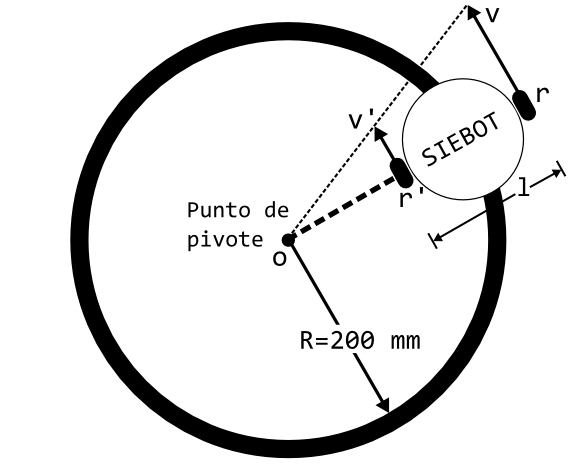 v
r
v'
SIEBOT
r'
l
Punto de
pivote
o
R=200 mm